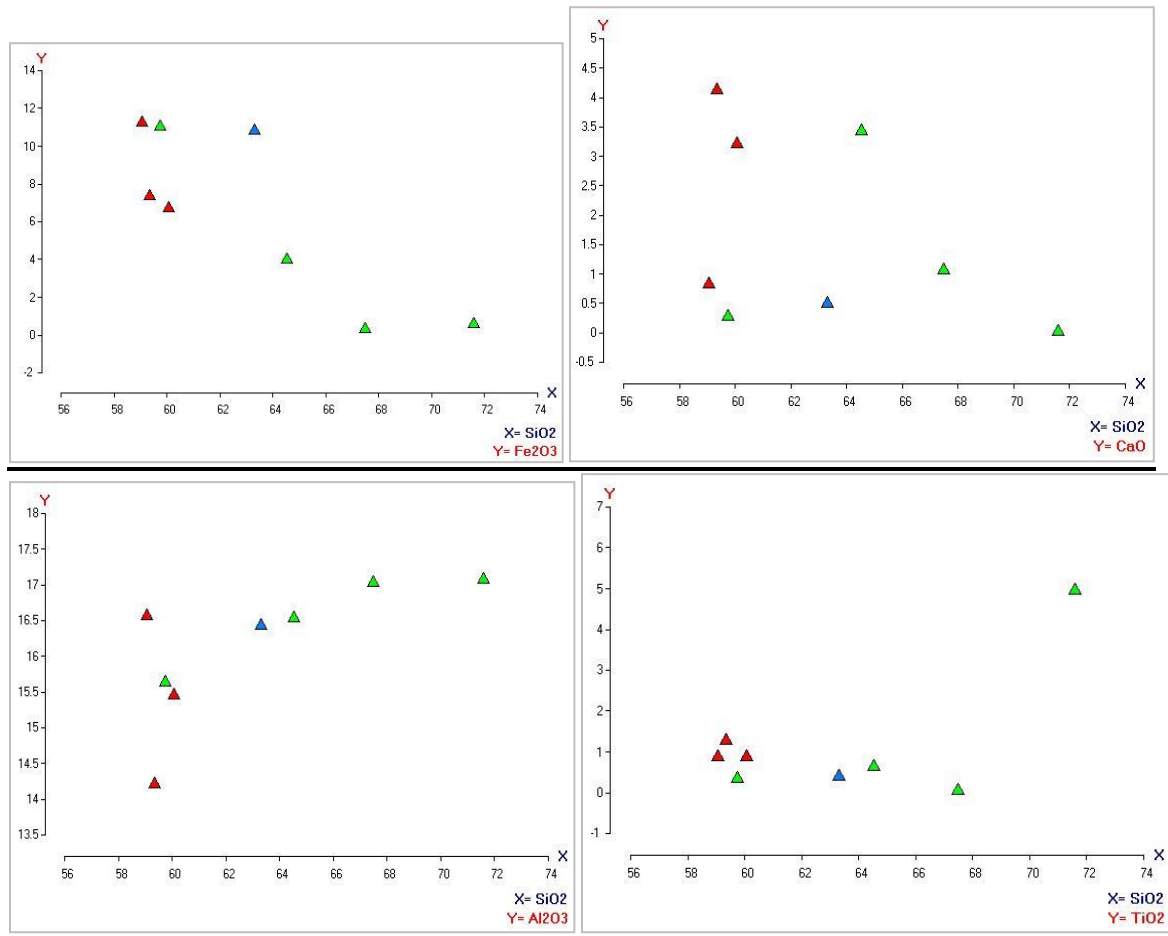 Y
14
12
10
8
6
4
2
0
-2
56 58 60 62 64 66 68 70 72 74 X
X= SiO2
Y= Fe2O3
Y
5
4.5
4
3.5
3
2.5
2
1.5
1
0.5
0
-0.5
56 58 60 62 64 66 68 70 72 74 X
X= SiO2
Y= CaO
Y
18
17.5
17
16.5
16
15.5
15
14.5
14
13.5
56 58 60 62 64 66 68 70 72 74 X
X= SiO2
Y= Al2O3
Y
7
6
5
4
3
2
1
0
-1
56 58 60 62 64 66 68 70 72 74 X
X= SiO2
Y= TiO2